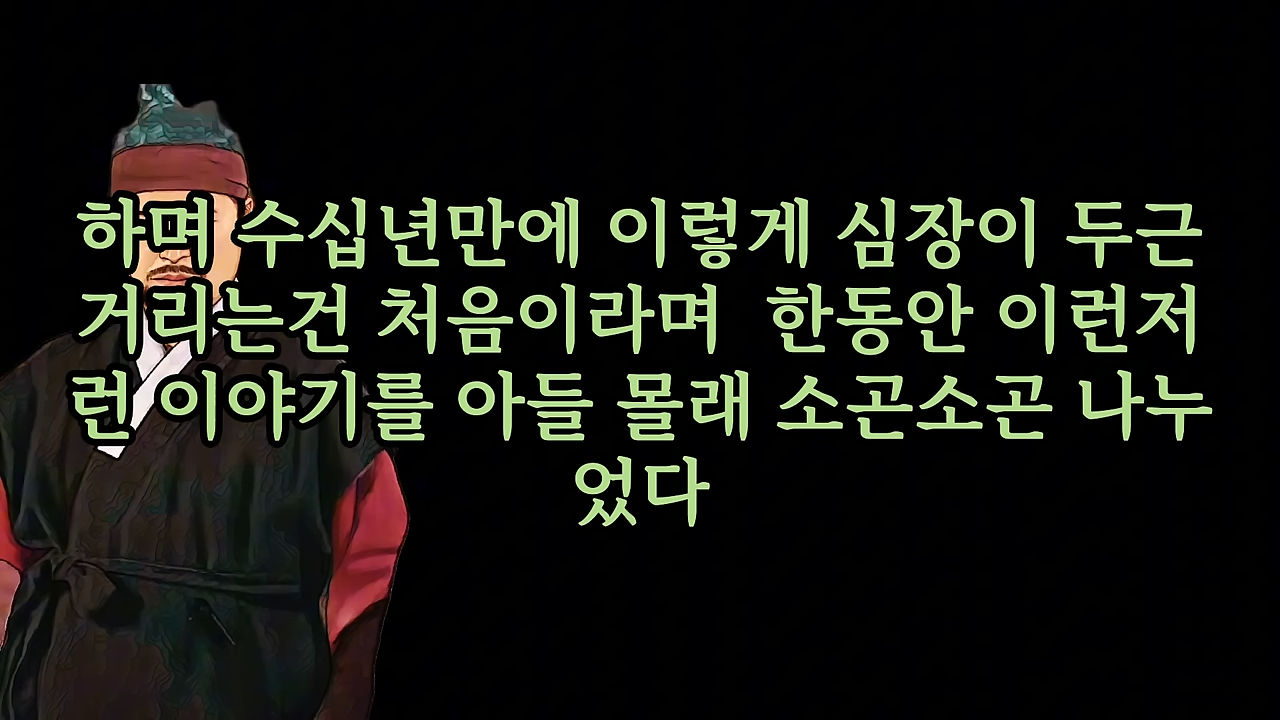 하며 수십년만에 이렇게 심장이 두근
거리는건 처음이라며  한동안 이런저
런 이야기를 아들 몰래 소곤소곤 나누
었다